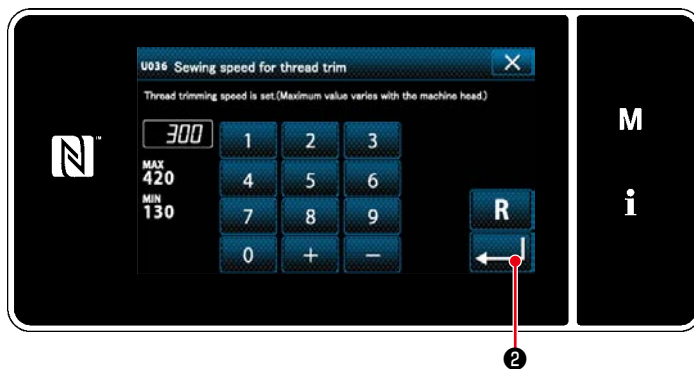 U036 Sewing speed for thread trim
Thread trimming speed is set.(Maximum value varies with the machine head.)
300
MAX
420
MIN
130
1 2 3
4 5 6
7 8 9
0 + −
R
N™
M
i
❷